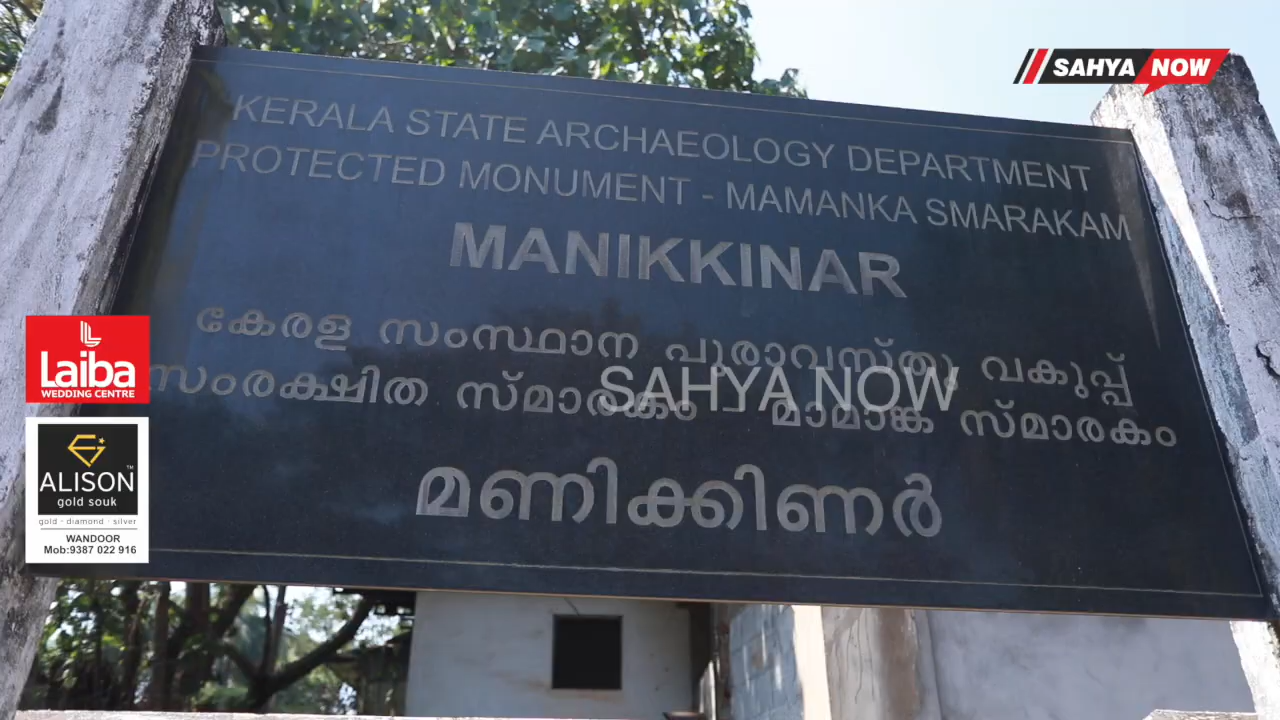 SAHYA NOW
KERALA STATE ARCHAEOLOGY DEPARTMENT
PROTECTED MONUMENT - MAMANKA SMARAKAM
MANIKKINAR
കേരള സംസ്ഥാന പുരാവസ്തു വകുപ്പ്
സംരക്ഷിത സ്മാരകം - മാമാങ്ക സ്മാരകം
SAHYA NOW
മണിക്കിണർ
Laiba
WEDDING CENTRE
ALISON™
gold souk
gold · diamond · silver
WANDOOR
Mob:9387 022 916